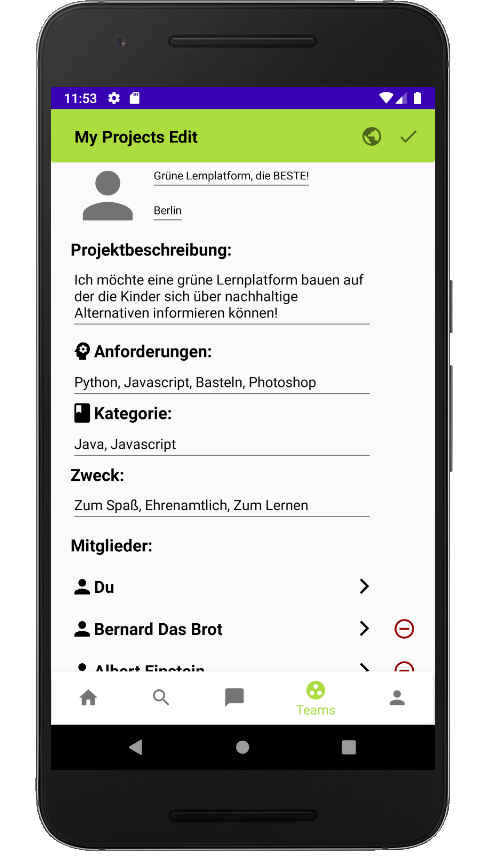 11:53
My Projects Edit
Grüne Lernplatform, die BESTE!
Berlin
Projektbeschreibung:
Ich möchte eine grüne Lernplatform bauen auf
der die Kinder sich über nachhaltige
Alternativen informieren können!
Anforderungen:
Python, Javascript, Basteln, Photoshop
Kategorie:
Java, Javascript
Zweck:
Zum Spaß, Ehrenamtlich, Zum Lernen
Mitglieder:
Du
Bernard Das Brot
Albert Einstein
Teams